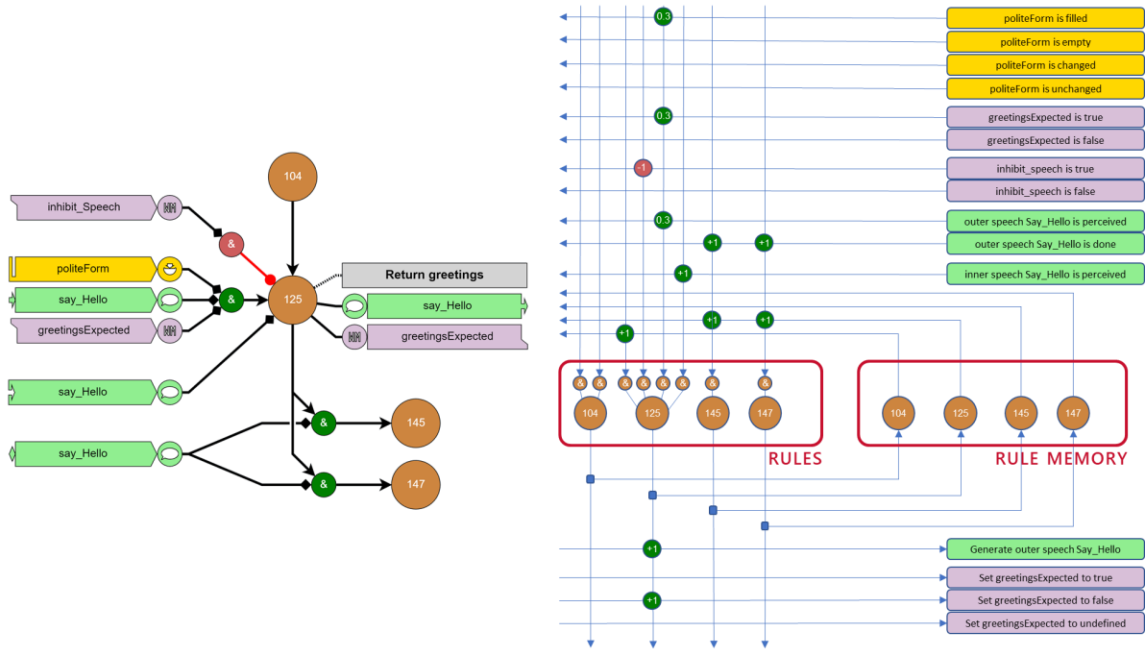 104
inhibit_Speech
WM
&
politeForm
Return greetings
say_Hello
&
125
say_Hello
greetingsExpected
WM
WM
greetingsExpected
say_Hello
say_Hello
&
145
&
147
0.3
politeForm is filled
politeForm is empty
politeForm is changed
politeForm is unchanged
0.3
greetingsExpected is true
greetingsExpected is false
-1
inhibit_speech is true
inhibit_speech is false
0.3
outer speech Say_Hello is perceived
+1
+1
outer speech Say_Hello is done
+1
inner speech Say_Hello is perceived
+1
+1
+1
& & & & & & & &
104 125 145 147
104 125 145 147
RULES
RULE MEMORY
+1
Generate outer speech Say_Hello
Set greetingsExpected to true
+1
Set greetingsExpected to false
Set greetingsExpected to undefined